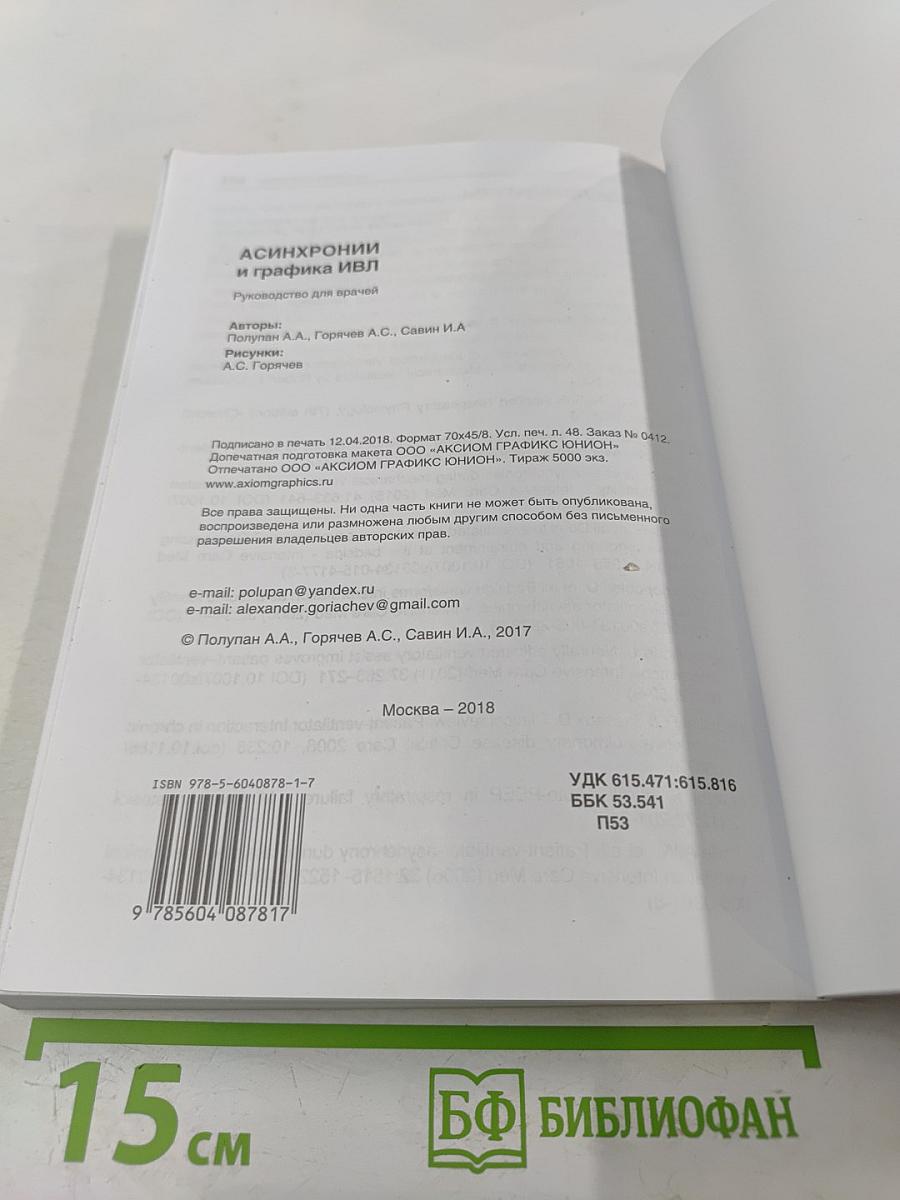 АСИНХРОНИИ
и графика ИВЛ
Руководство для врачей
Авторы:
Полупан А.А., Горячев А.С., Савин И.А
Рисунки:
А.С. Горячев
Подписано в печать 12.04.2018. Формат 70х45/8. Усл. печ. л. 48. Заказ № 0412.
Допечатная подготовка макета ООО «АКСИОМ ГРАФИКС ЮНИОН»
Отпечатано ООО «АКСИОМ ГРАФИКС ЮНИОН». Тираж 5000 экз.
www.axiomgraphics.ru
Все права защищены. Ни одна часть книги не может быть опубликована,
воспроизведена или размножена любым другим способом без письменного
разрешения владельцев авторских прав.
e-mail: polupan@yandex.ru
e-mail: alexander.goriachev@gmail.com
© Полупан А.А., Горячев А.С., Савин И.А., 2017
Москва – 2018
ISBN 978-5-6040878-1-7
9 785604 087817
УДК 615.471:615.816
ББК 53.541
П53
15 см
БФ БИБЛИОФАН